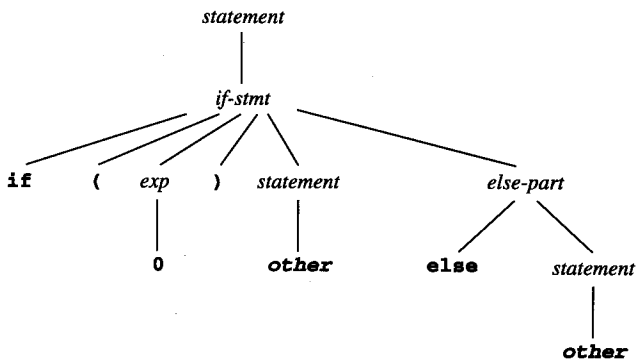 statement
if-stmt
if ( exp ) statement else-part
0 other else statement
other